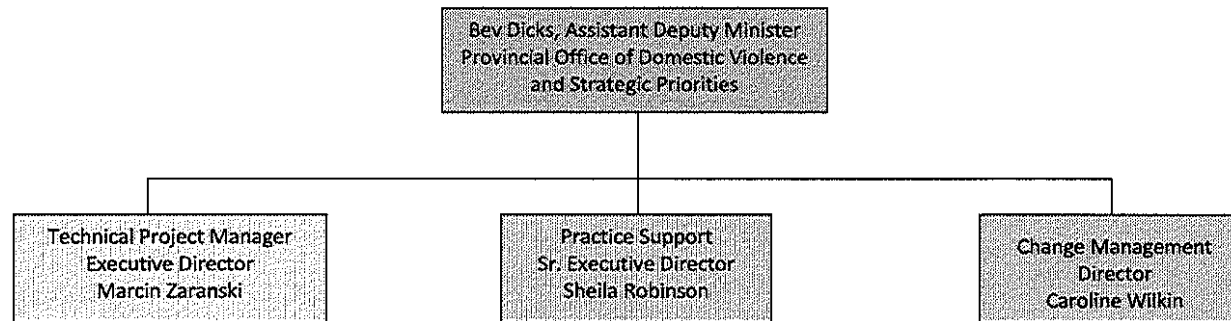 Bev Dicks, Assistant Deputy Minister
Provincial Office of Domestic Violence
and Strategic Priorities
Technical Project Manager
Executive Director
Marcin Zaranski
Practice Support
Sr. Executive Director
Sheila Robinson
Change Management
Director
Caroline Wilkin